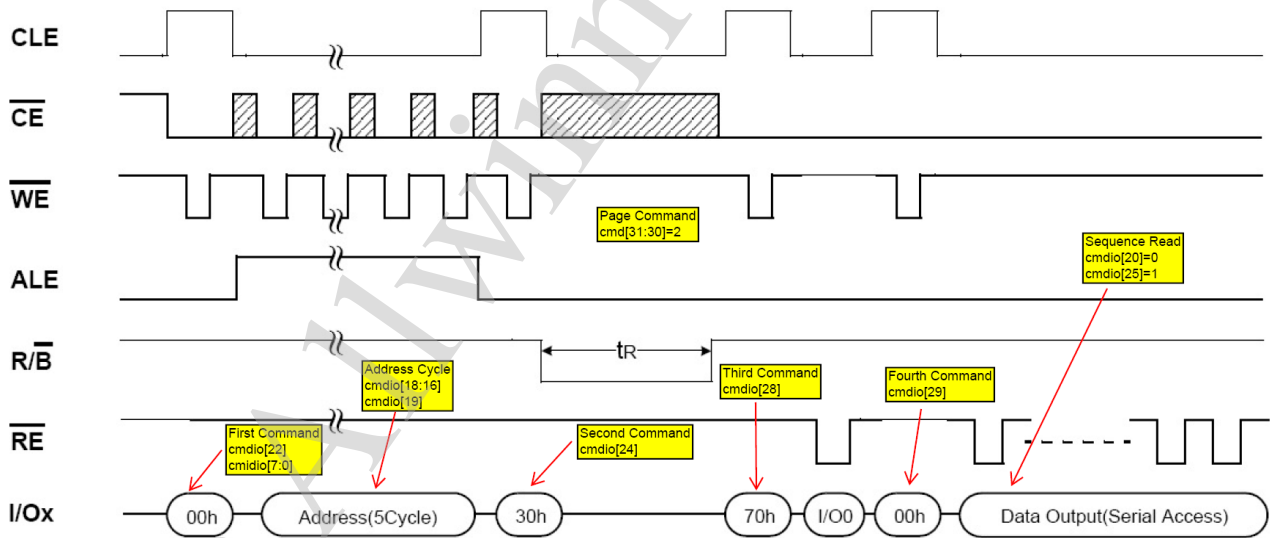 CLE
CE
WE
Page Command
cmd[31:30]=2
Sequence Read
cmdio[20]=0
cmdio[25]=1
ALE
R/B
tR
Address Cycle
cmdio[18:16]
cmdio[19]
Third Command
cmdio[28]
Fourth Command
cmdio[29]
RE
First Command
cmdio[22]
cmidio[7:0]
Second Command
cmdio[24]
I/Ox
00h
Address(5Cycle)
30h
70h
I/O0
00h
Data Output(Serial Access)
Allwinn